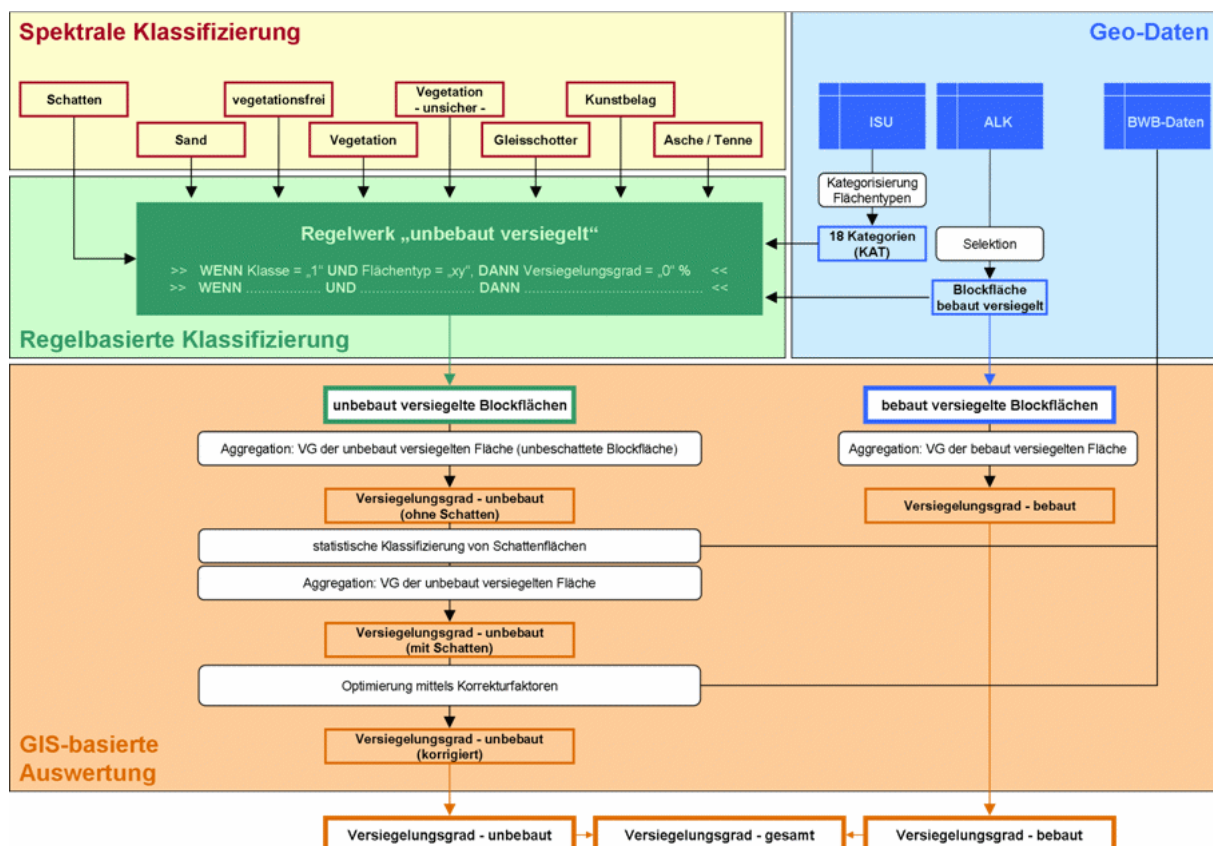 Spektrale Klassifizierung
Geo-Daten
Schatten
vegetationsfrei
Vegetation
- unsicher -
Kunstbelag
Sand
Vegetation
Gleisschotter
Asche / Tenne
ISU
ALK
BWB-Daten
Kategorisierung
Flächentypen
18 Kategorien
(KAT)
Selektion
Blockfläche
bebaut versiegelt
Regelwerk „unbebaut versiegelt“
>> WENN Klasse = „1“ UND Flächentyp = „xy“, DANN Versiegelungsgrad = „0“ % <<
>> WENN ..................... UND ................................ DANN .................................................... <<
Regelbasierte Klassifizierung
unbebaut versiegelte Blockflächen
bebaut versiegelte Blockflächen
Aggregation: VG der unbebaut versiegelten Fläche (unbeschattete Blockfläche)
Aggregation: VG der bebaut versiegelten Fläche
Versiegelungsgrad - unbebaut
(ohne Schatten)
Versiegelungsgrad - bebaut
statistische Klassifizierung von Schattenflächen
Aggregation: VG der unbebaut versiegelten Fläche
Versiegelungsgrad - unbebaut
(mit Schatten)
Optimierung mittels Korrekturfaktoren
Versiegelungsgrad - unbebaut
(korrigiert)
GIS-basierte
Auswertung
Versiegelungsgrad - unbebaut
Versiegelungsgrad - gesamt
Versiegelungsgrad - bebaut